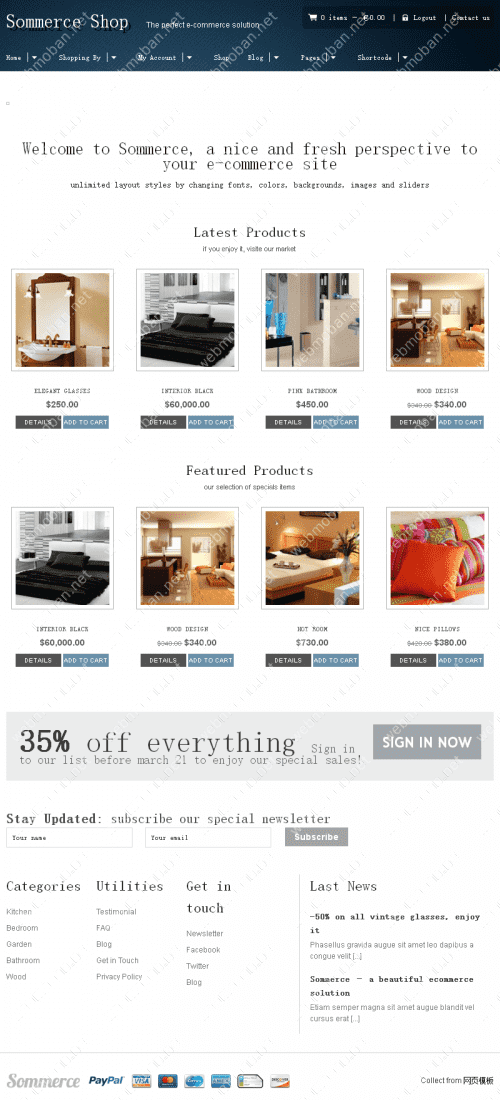 Sommerce Shop
The perfect e-commerce solution
0 items - €0.00 | Logout | Contact us
Home | Shopping By | My Account | Shop Blog | Pages | Shortcode |
Welcome to Sommerce, a nice and fresh perspective to
your e-commerce site
unlimited layout styles by changing fonts, colors, backgrounds, images and sliders
Latest Products
if you enjoy it, visite our market
ELEGANT GLASSES
$250.00
DETAILS ADD TO CART
INTERIOR BLACK
$60,000.00
DETAILS ADD TO CART
PINK BATHROOM
$450.00
DETAILS ADD TO CART
WOOD DESIGN
$340.00
DETAILS ADD TO CART
Featured Products
our selection of specials items
INTERIOR BLACK
$60,000.00
DETAILS ADD TO CART
WOOD DESIGN
$340.00
DETAILS ADD TO CART
HOT ROOM
$730.00
DETAILS ADD TO CART
NICE PILLOWS
$420.00 $380.00
DETAILS ADD TO CART
35% off everything Sign in
to our list before march 21 to enjoy our special sales!
SIGN IN NOW
Stay Updated: subscribe our special newsletter
Your name
Your email
Subscribe
Categories
Kitchen
Bedroom
Garden
Bathroom
Wood
Utilities
Testimonial
FAQ
Blog
Get in Touch
Privacy Policy
Get in
touch
Newsletter
Facebook
Twitter
Blog
Last News
-50% on all vintage glasses, enjoy
it
Phasellus gravida augue sit amet leo dapibus a
congue velit [...]
Sommerce – a beautiful ecommerce
solution
Etiam semper magna sit amet augue blandit vel
cursus erat [...]
Sommerce
PayPal
VISA
Collect from 网页模板
webmoban.net